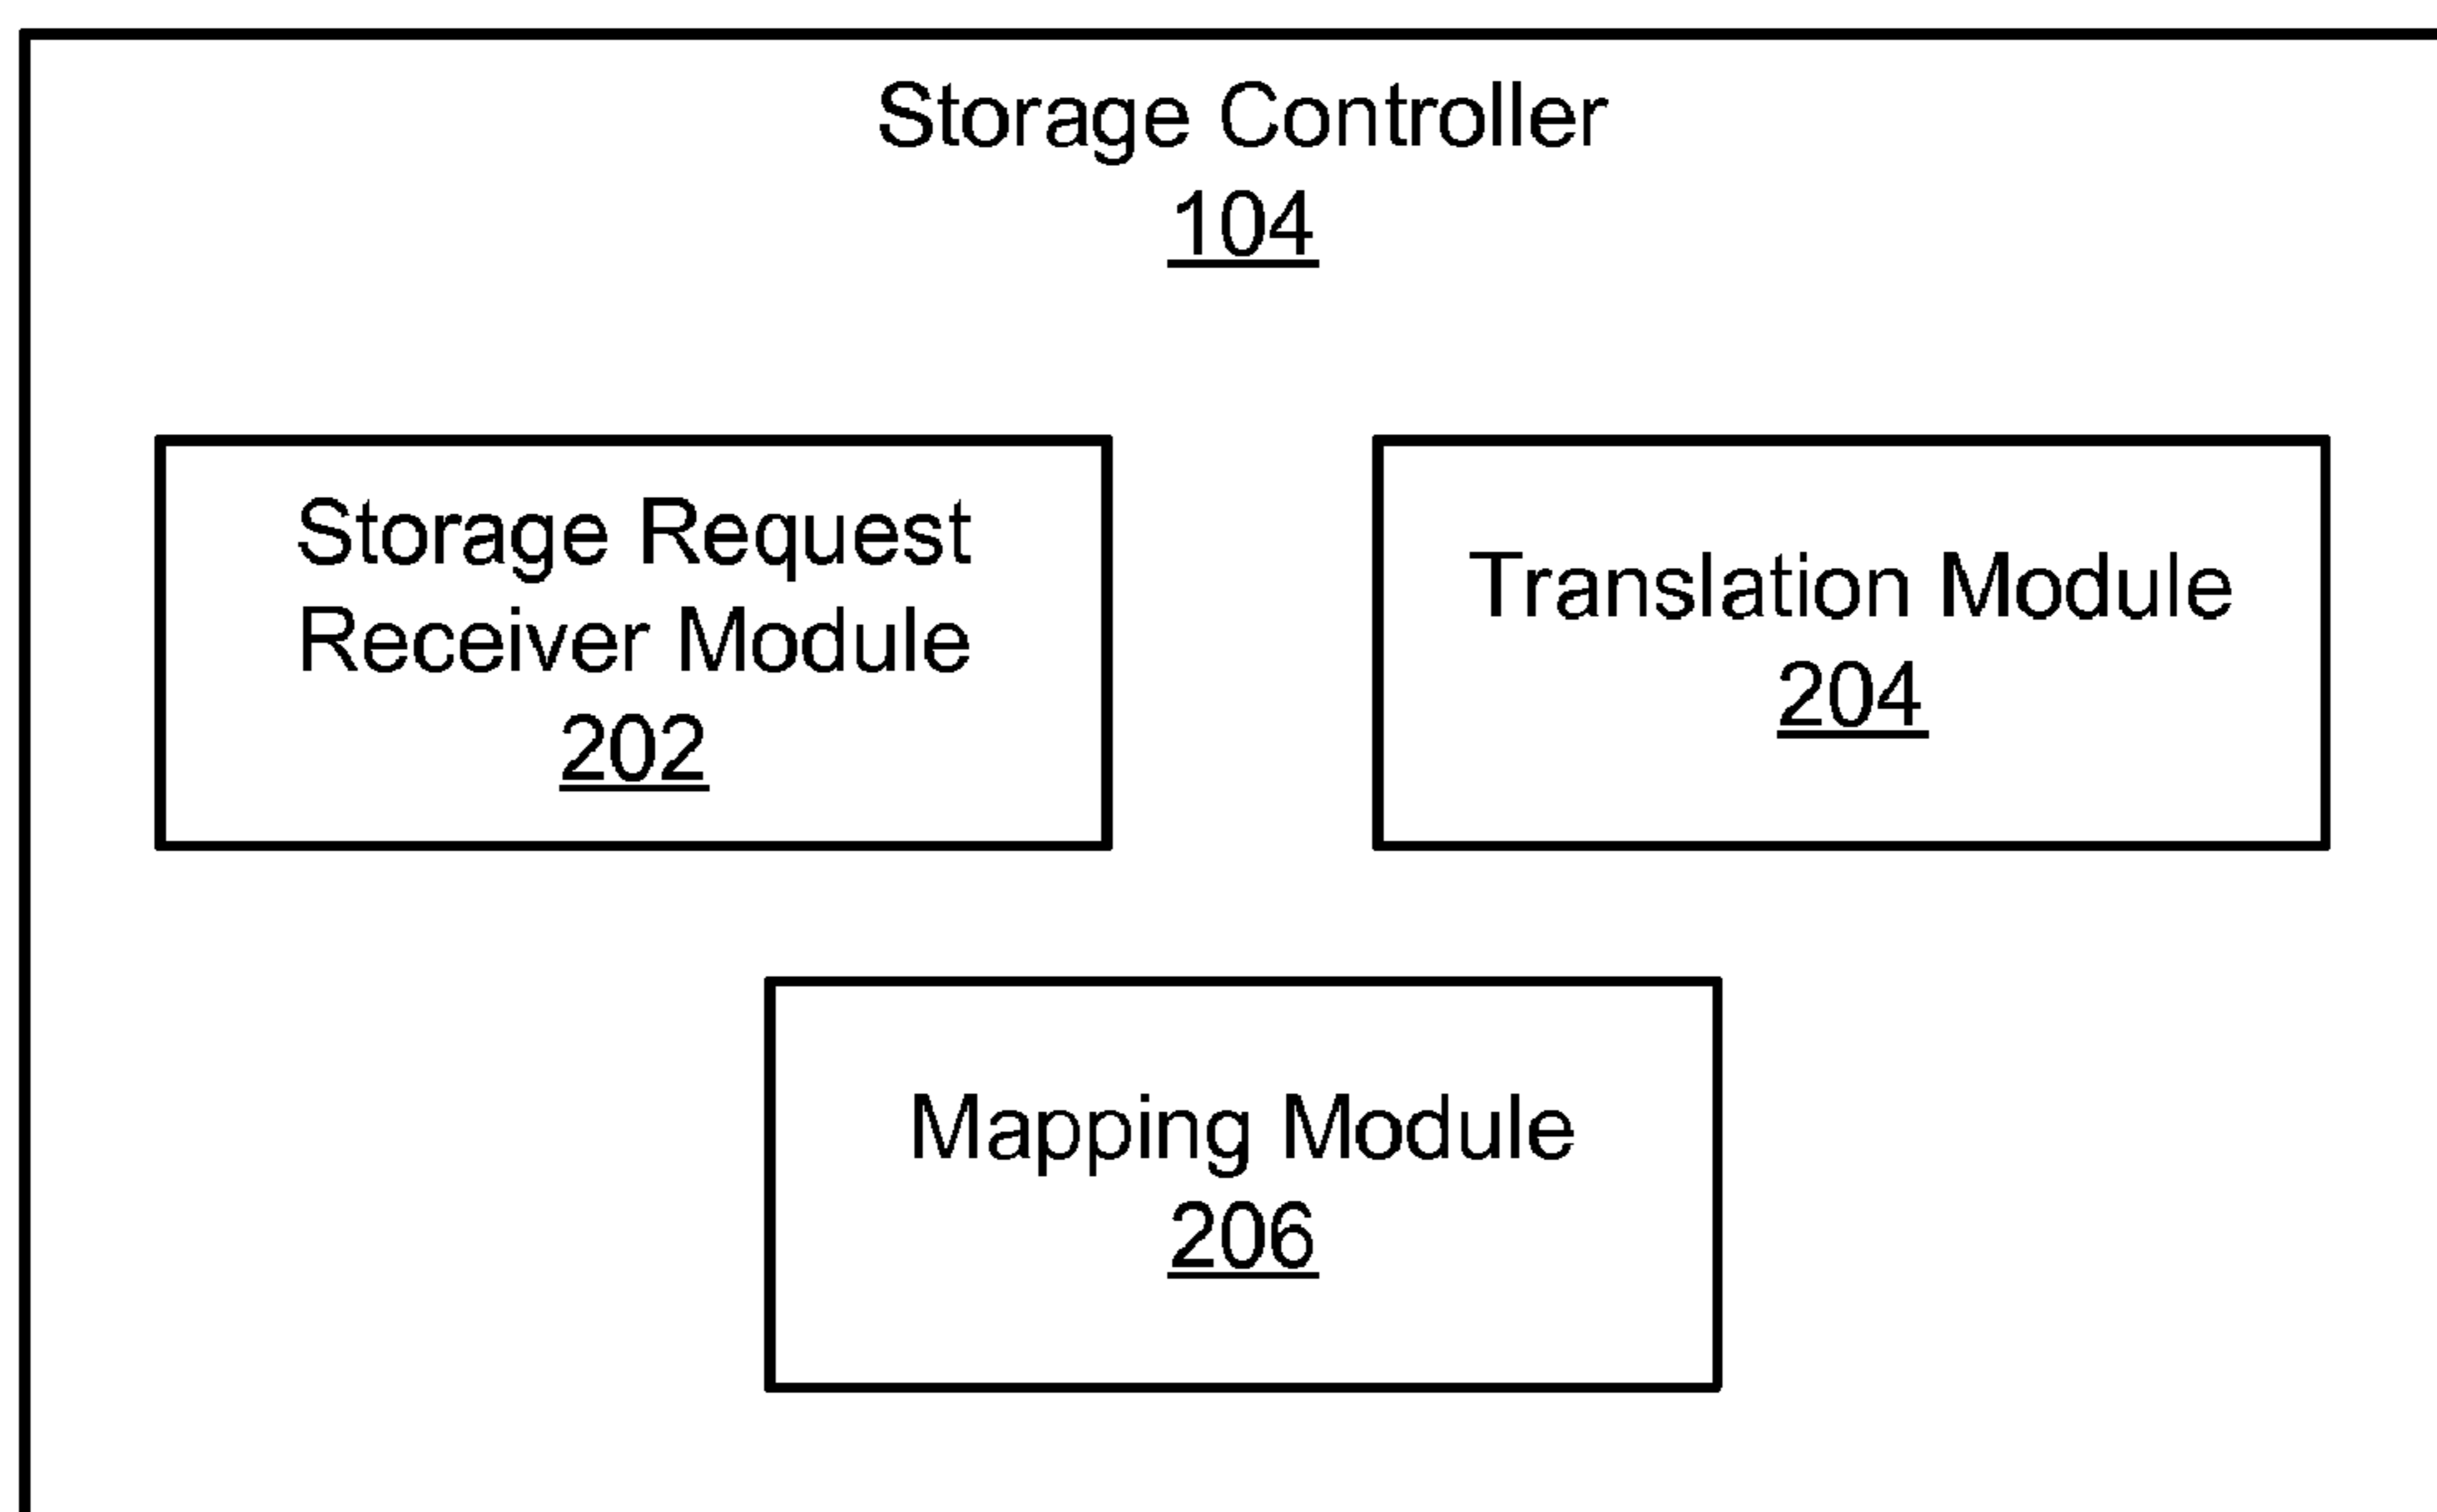 Storage Controller
104
Storage Request
Receiver Module
202
Translation Module
204
Mapping Module
206